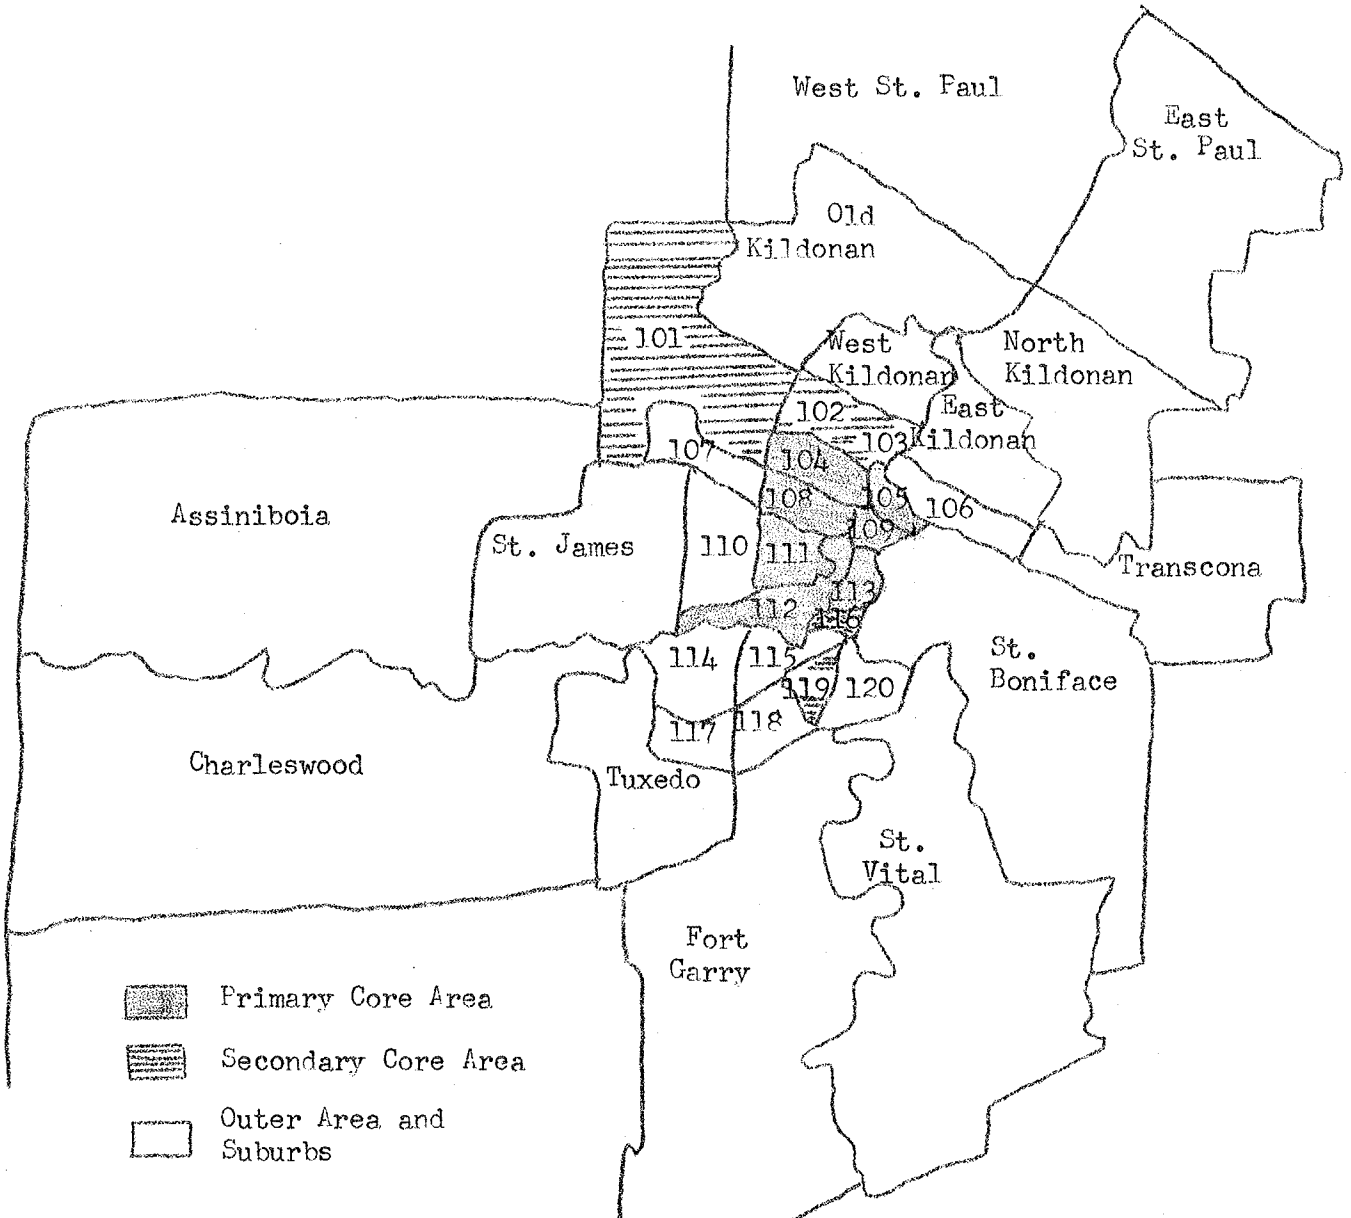 West St. Paul
East
St. Paul
Old
Kildonan
101
West
Kildonan
North
Kildonan
102
East
Kildonan
103
107
104
108
105
106
109
Assiniboia
St. James
110
111
Transcona
113
112
116
114
115
St.
Boniface
119
120
117
118
Charleswood
Tuxedo
St.
Vital
Fort
Garry
Primary Core Area
Secondary Core Area
Outer Area and
Suburbs